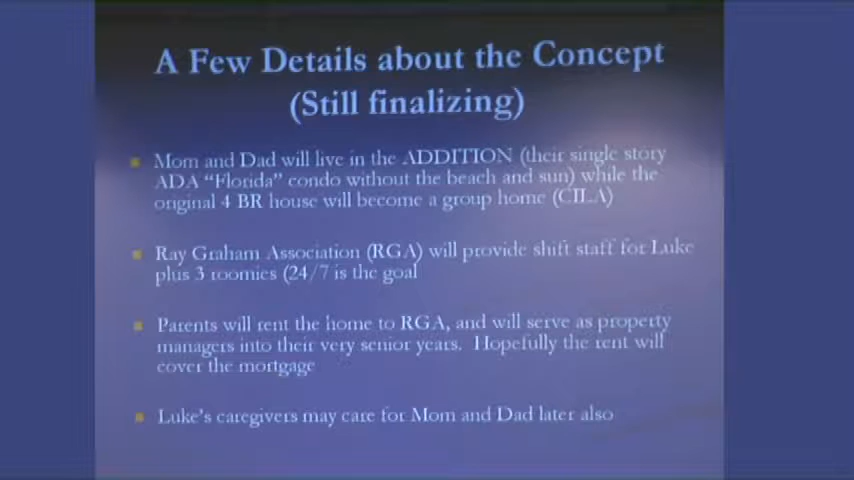 A Few Details about the Concept
(Still finalizing)
Mom and Dad will live in the ADDITION (their single story
ADA “Florida” condo without the beach and sun) while the
original 4 BR house will become a group home (CILA)
Ray Graham Association (RGA) will provide shift staff for Luke
plus 3 roomies (24/7 is the goal
Parents will rent the home to RGA, and will serve as property
managers into their very senior years. Hopefully the rent will
cover the mortgage
Luke’s caregivers may care for Mom and Dad later also